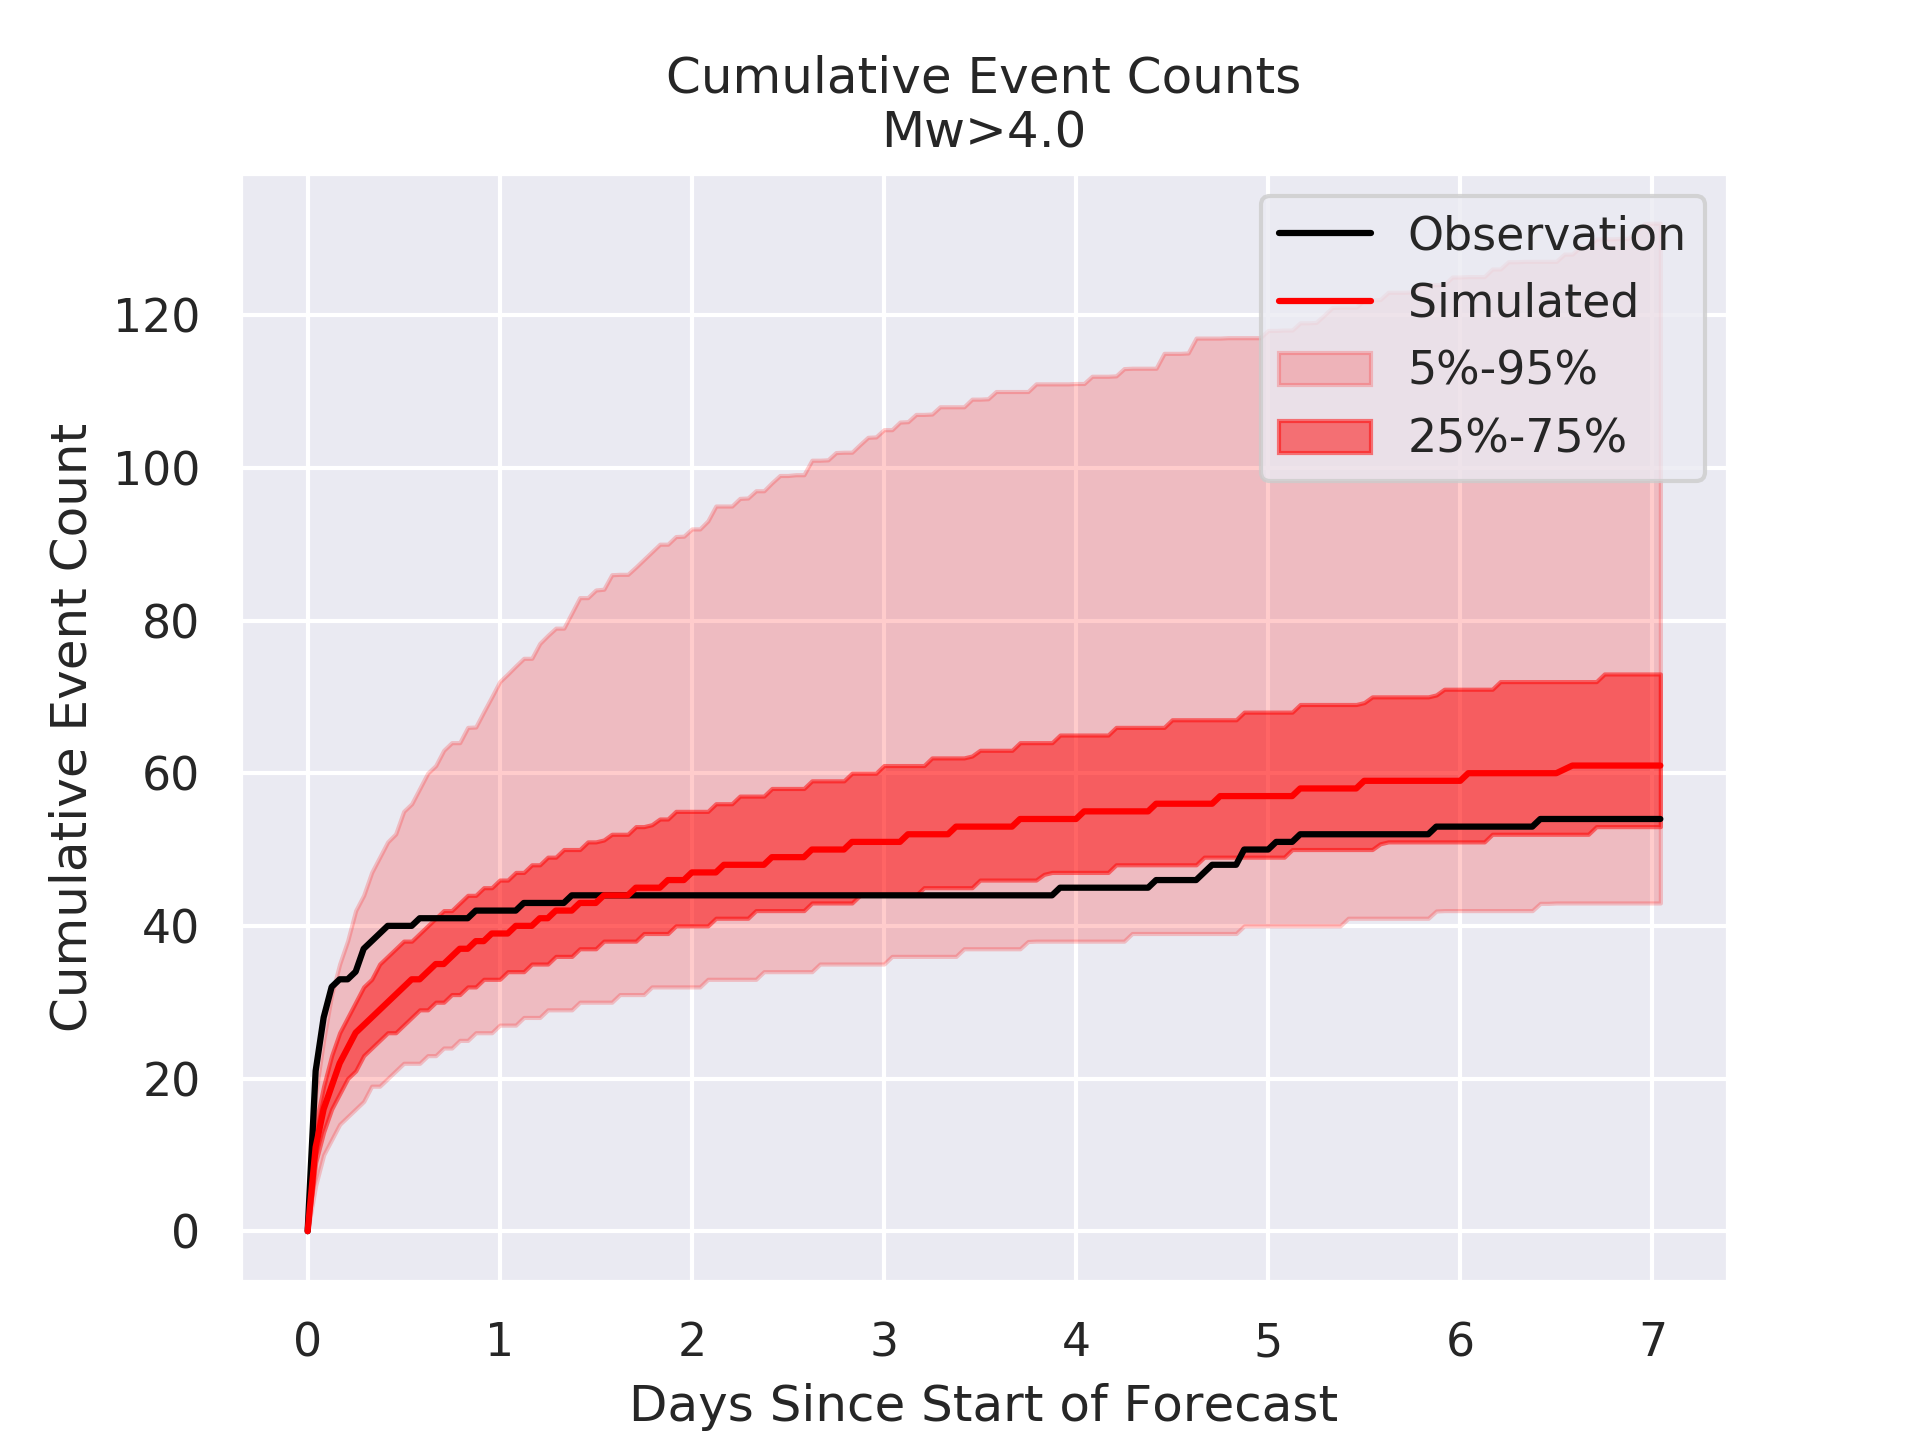 Cumulative Event Counts
Mw>4.0
Observation
Simulated
5%-95%
25%-75%
Cumulative Event Count
120
100
80
60
40
20
0
0 1 2 3 4 5 6 7
Days Since Start of Forecast